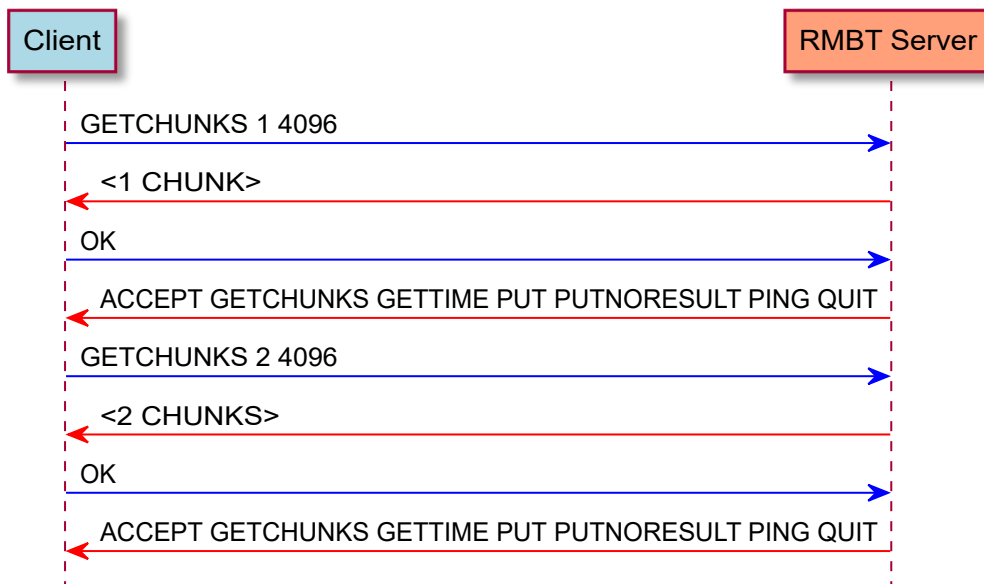 Client
RMBT Server
GETCHUNKS 1 4096
<1 CHUNK>
OK
ACCEPT GETCHUNKS GETTIME PUT PUTNORESULT PING QUIT
GETCHUNKS 2 4096
<2 CHUNKS>
OK
ACCEPT GETCHUNKS GETTIME PUT PUTNORESULT PING QUIT